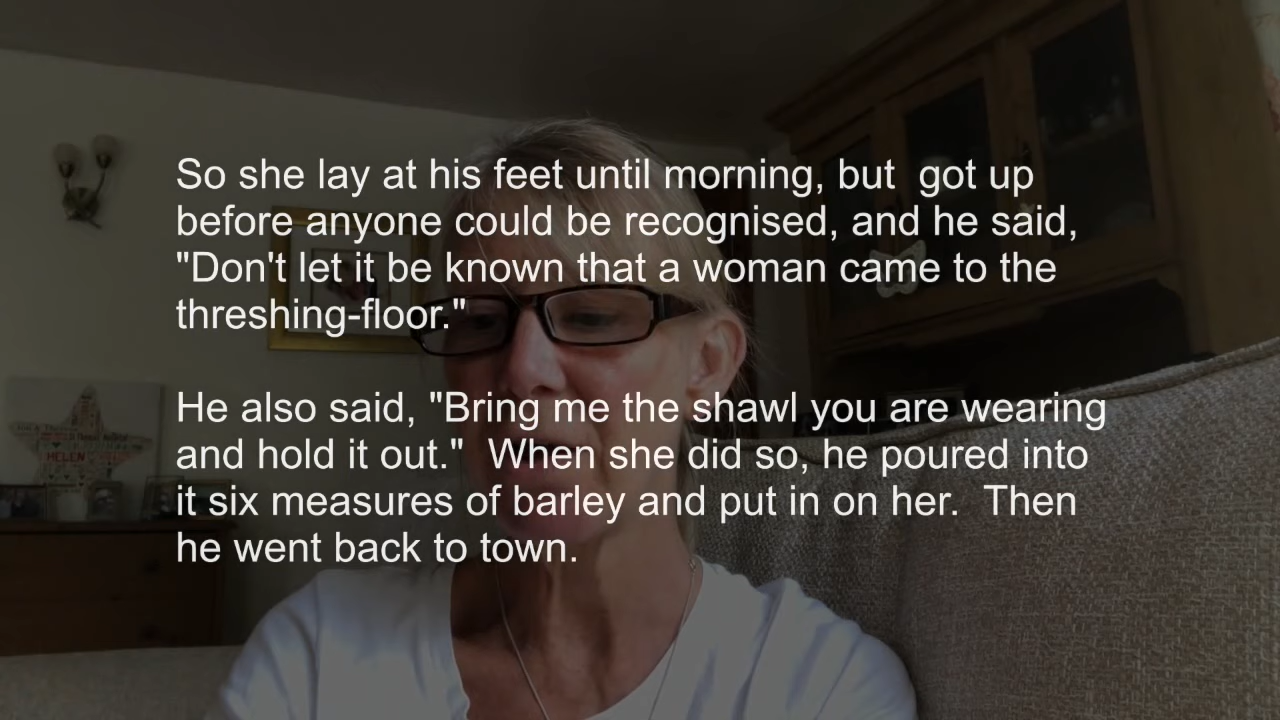 So she lay at his feet until morning, but  got up
before anyone could be recognised, and he said,
"Don't let it be known that a woman came to the
threshing-floor."
He also said, "Bring me the shawl you are wearing
and hold it out."  When she did so, he poured into
it six measures of barley and put in on her.  Then
he went back to town.
HELEN